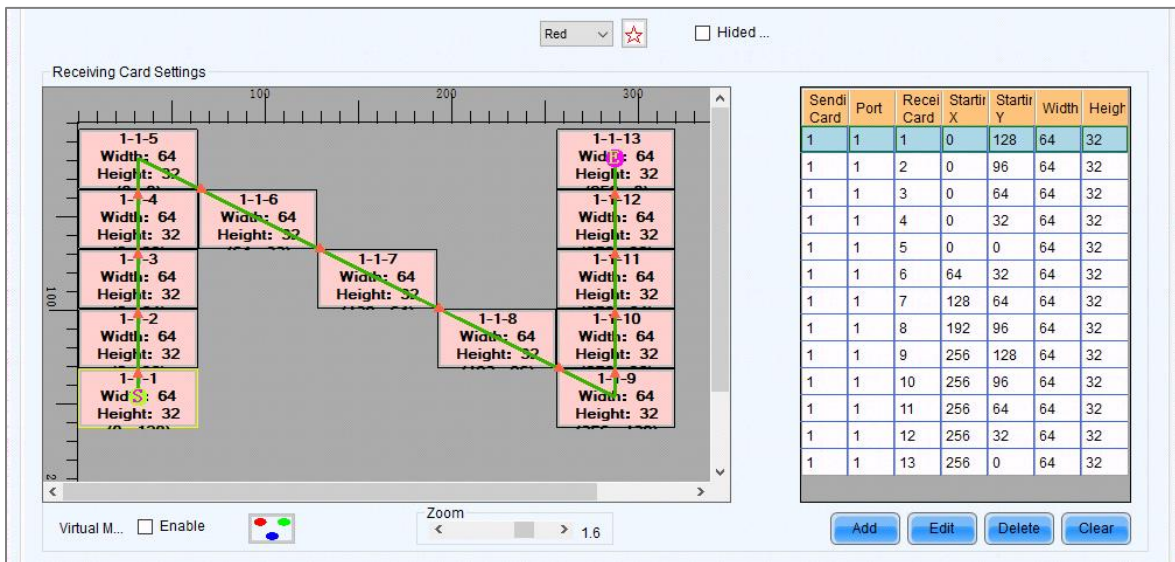 Red
Hided ...
Receiving Card Settings
100
200
300
100
2
1-1-5
Width: 64
Height: 32
1-1-4
Width: 64
Height: 32
1-1-3
Width: 64
Height: 32
1-1-2
Width: 64
Height: 32
1-1-1
Width: 64
Height: 32
S
1-1-6
Width: 64
Height: 32
1-1-7
Width: 64
Height: 32
1-1-8
Width: 64
Height: 32
1-1-13
Width: 64
Height: 32
E
1-1-12
Width: 64
Height: 32
1-1-11
Width: 64
Height: 32
1-1-10
Width: 64
Height: 32
1-1-9
Width: 64
Height: 32
Sendi Card Port Recei Card Startir X Startir Y Width Heigh
1 1 1 0 128 64 32
1 1 2 0 96 64 32
1 1 3 0 64 64 32
1 1 4 0 32 64 32
1 1 5 0 0 64 32
1 1 6 64 32 64 32
1 1 7 128 64 64 32
1 1 8 192 96 64 32
1 1 9 256 128 64 32
1 1 10 256 96 64 32
1 1 11 256 64 64 32
1 1 12 256 32 64 32
1 1 13 256 0 64 32
Virtual M... Enable
Zoom
1.6
Add Edit Delete Clear